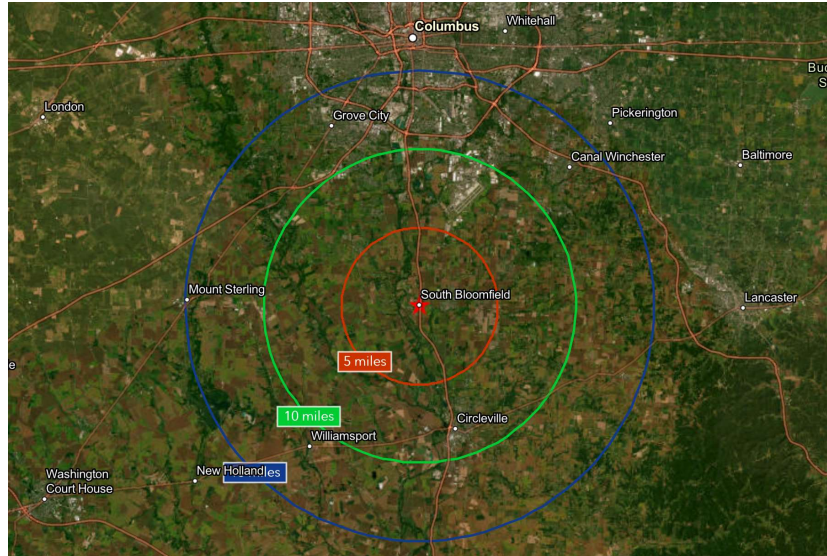 Columbus
Whitehall
London
Grove City
Pickerington
Canal Winchester
Baltimore
Mount Sterling
South Bloomfield
Lancaster
5 miles
10 miles
Circleville
Williamsport
New Holland
Washington
Court House